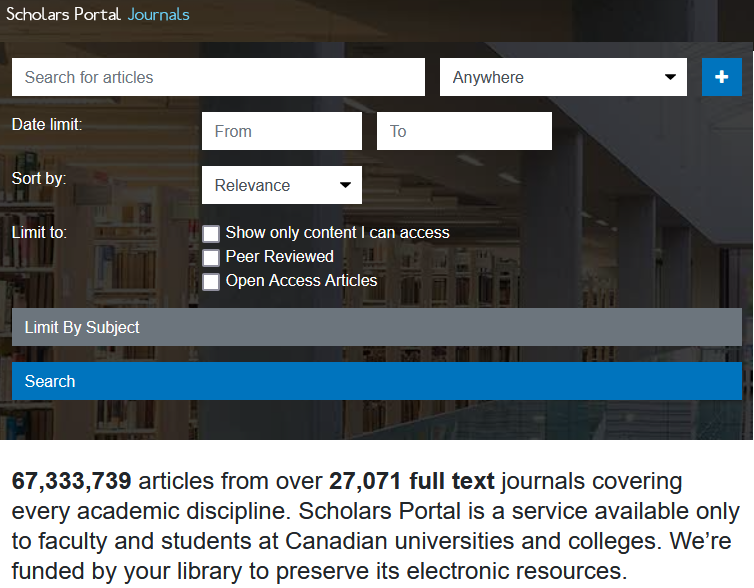 Scholars Portal Journals
Search for articles
Anywhere
+
Date limit:
From
To
Sort by:
Relevance
Limit to:
Show only content I can access
Peer Reviewed
Open Access Articles
Limit By Subject
Search
67,333,739 articles from over 27,071 full text journals covering
every academic discipline. Scholars Portal is a service available only
to faculty and students at Canadian universities and colleges. We’re
funded by your library to preserve its electronic resources.